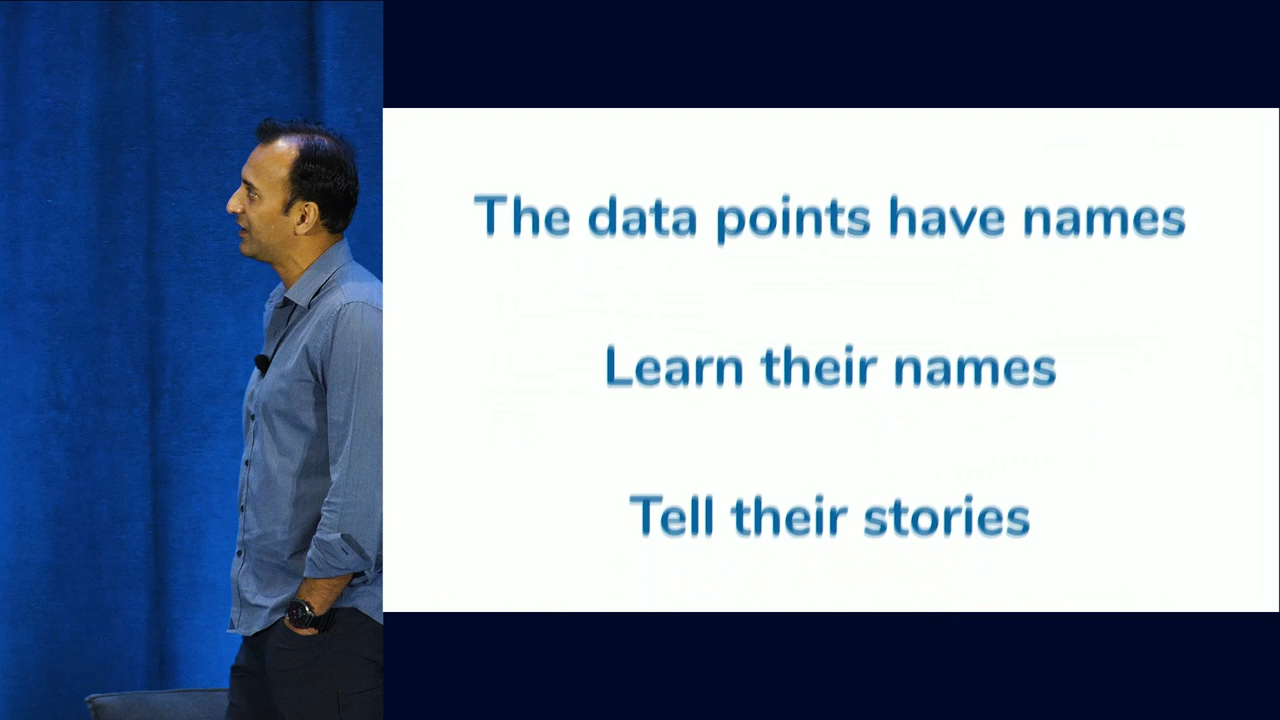 The data points have names
Learn their names
Tell their stories